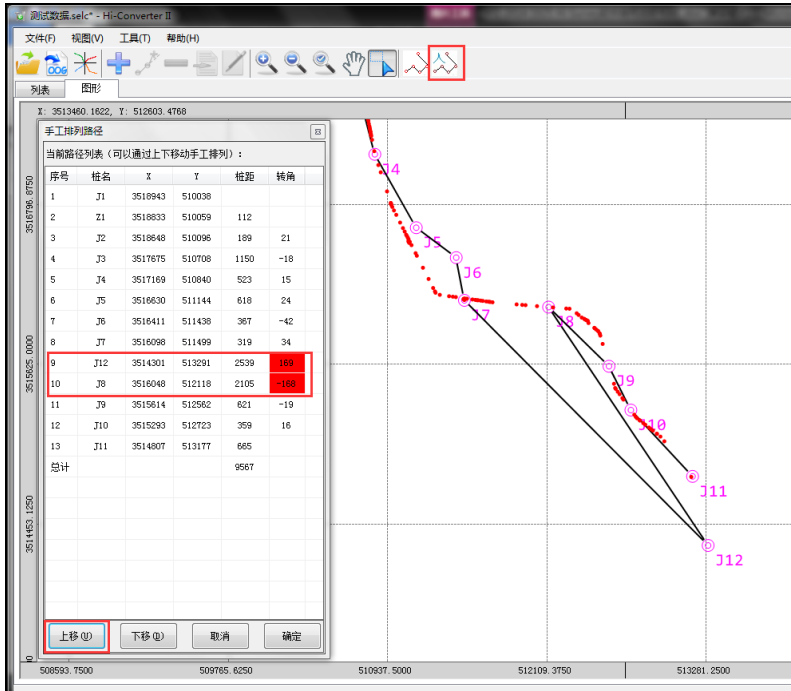 测试数据.selc* - Hi-Converter II
文件(F) 视图(V) 工具(T) 帮助(H)
OOG
列表 图形
X: 3513460.1622, Y: 512603.4768
手工排列路径
当前路径列表（可以通过上下移动手工排列）:
序号 桩名 X Y 桩距 转角
1 J1 3518943 510038
2 Z1 3518833 510059 112
3 J2 3518648 510096 189 21
4 J3 3517675 510708 1150 -18
5 J4 3517169 510840 523 15
6 J5 3516630 511144 618 24
7 J6 3516411 511438 367 -42
8 J7 3516098 511499 319 34
9 J12 3514301 513291 2539 169
10 J8 3516048 512118 2105 -168
11 J9 3515614 512562 621 -19
12 J10 3515293 512723 359 16
13 J11 3514807 513177 665
总计 9567
上移(U) 下移(D) 取消 确定
3516796.8750
3515625.0000
3514453.1250
J4
J5
J6
J7
J8
J9
J10
J11
J12
508593.7500 509765.6250 510937.5000 512109.3750 513281.2500